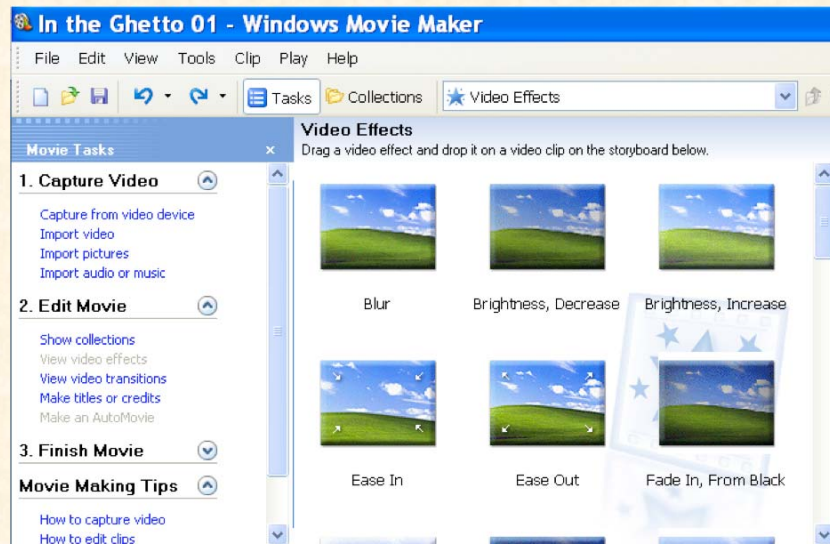 In the Ghetto 01 - Windows Movie Maker
File Edit View Tools Clip Play Help
Tasks Collections Video Effects
Movie Tasks x
1. Capture Video
Capture from video device
Import video
Import pictures
Import audio or music
2. Edit Movie
Show collections
View video effects
View video transitions
Make titles or credits
Make an AutoMovie
3. Finish Movie
Movie Making Tips
How to capture video
How to edit clips
Video Effects
Drag a video effect and drop it on a video clip on the storyboard below.
Blur Brightness, Decrease Brightness, Increase
Ease In Ease Out Fade In, From Black